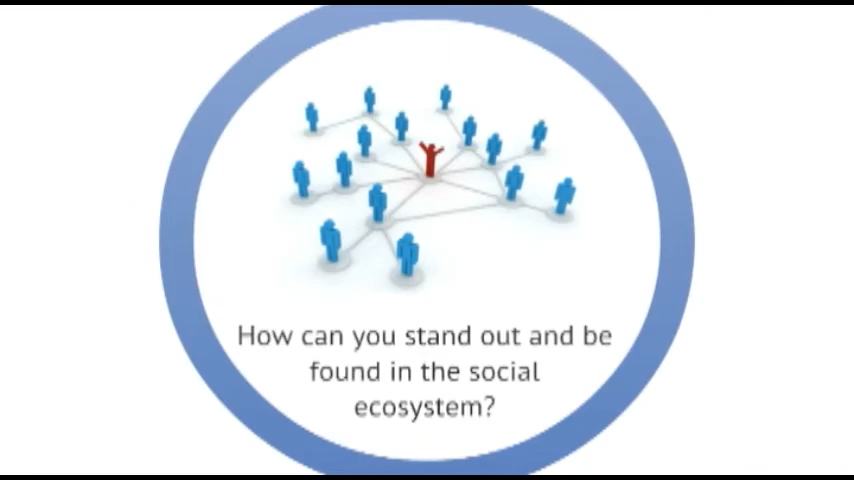 How can you stand out and be
found in the social
ecosystem?